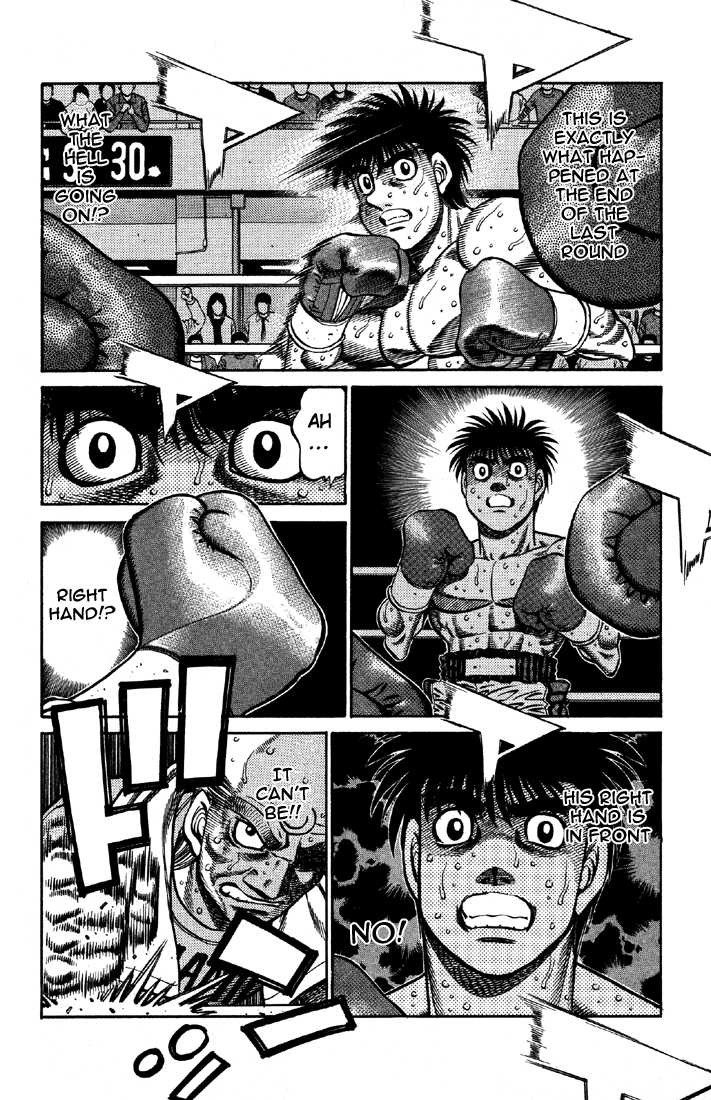 THIS IS
EXACTLY
WHAT HAP-
PENED AT
THE END
OF THE
LAST
ROUND
WHAT
THE
HELL
IS
GOING
ON!?
30
AH
...
RIGHT
HAND!?
HIS RIGHT
HAND IS
IN FRONT
NO!
IT
CAN'T
BE!!